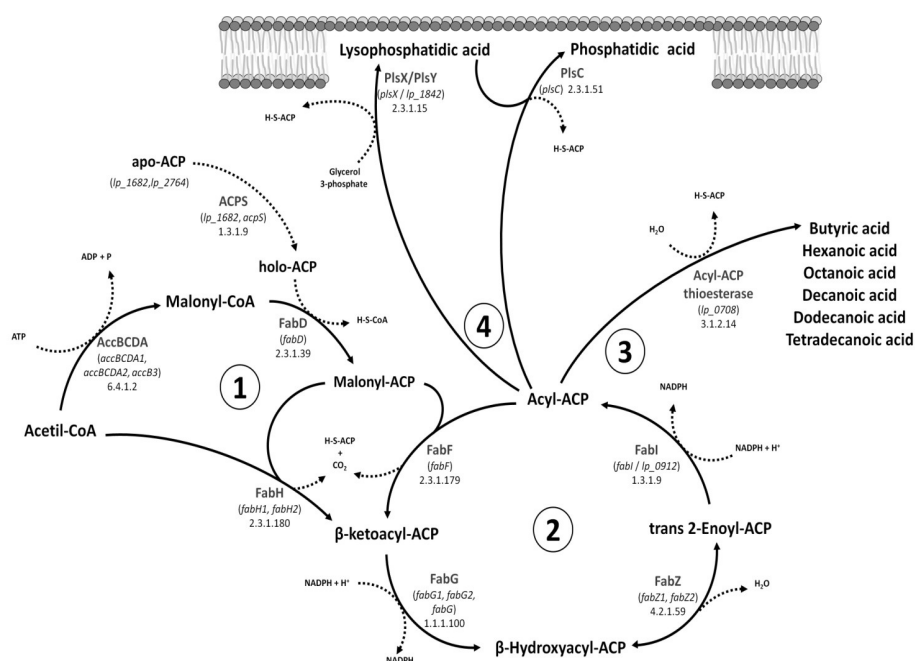 Lysophosphatidic acid
Phosphatidic acid
PlsX/PlsY
(plsX / lp_1842)
2.3.1.15
PlsC
(plsC) 2.3.1.51
H-S-ACP
H-S-ACP
Glycerol
3-phosphate
apo-ACP
(lp_1682,lp_2764)
ACPS
(lp_1682, acpS)
1.3.1.9
holo-ACP
H-S-ACP
H₂O
Butyric acid
Hexanoic acid
Octanoic acid
Decanoic acid
Dodecanoic acid
Tetradecanoic acid
Acyl-ACP
thioesterase
(lp_0708)
3.1.2.14
ADP + P
ATP
Malonyl-CoA
H-S-CoA
AccBCDA
(accBCDA1,
accBCDA2, accB3)
6.4.1.2
FabD
(fabD)
2.3.1.39
4
3
1
Malonyl-ACP
Acyl-ACP
NADPH
Acetil-CoA
H-S-ACP
+
CO₂
FabF
(fabF)
2.3.1.179
FabI
(fabI / lp_0912)
1.3.1.9
NADPH + H⁺
FabH
(fabH1, fabH2)
2.3.1.180
β-ketoacyl-ACP
2
trans 2-Enoyl-ACP
NADPH + H⁺
FabG
(fabG1, fabG2,
fabG)
1.1.1.100
FabZ
(fabZ1, fabZ2)
4.2.1.59
H₂O
NADPH
β-Hydroxyacyl-ACP